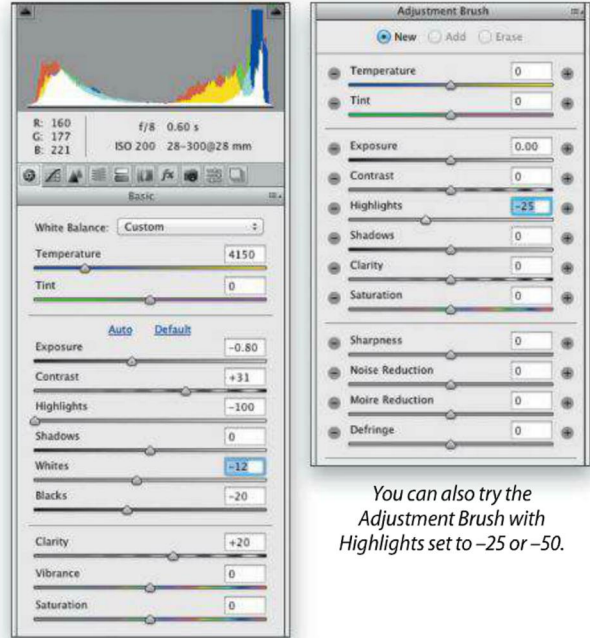 R: 160
G: 177
B: 221
f/8 0.60 s
ISO 200 28–300@28 mm
fx
Basic
White Balance: Custom
Temperature 4150
Tint 0
Auto Default
Exposure –0.80
Contrast +31
Highlights –100
Shadows 0
Whites –12
Blacks –20
Clarity +20
Vibrance 0
Saturation 0
Adjustment Brush
New Add Erase
Temperature 0
Tint 0
Exposure 0.00
Contrast 0
Highlights –25
Shadows 0
Clarity 0
Saturation 0
Sharpness 0
Noise Reduction 0
Moire Reduction 0
Defringe 0
You can also try the
Adjustment Brush with
Highlights set to –25 or –50.